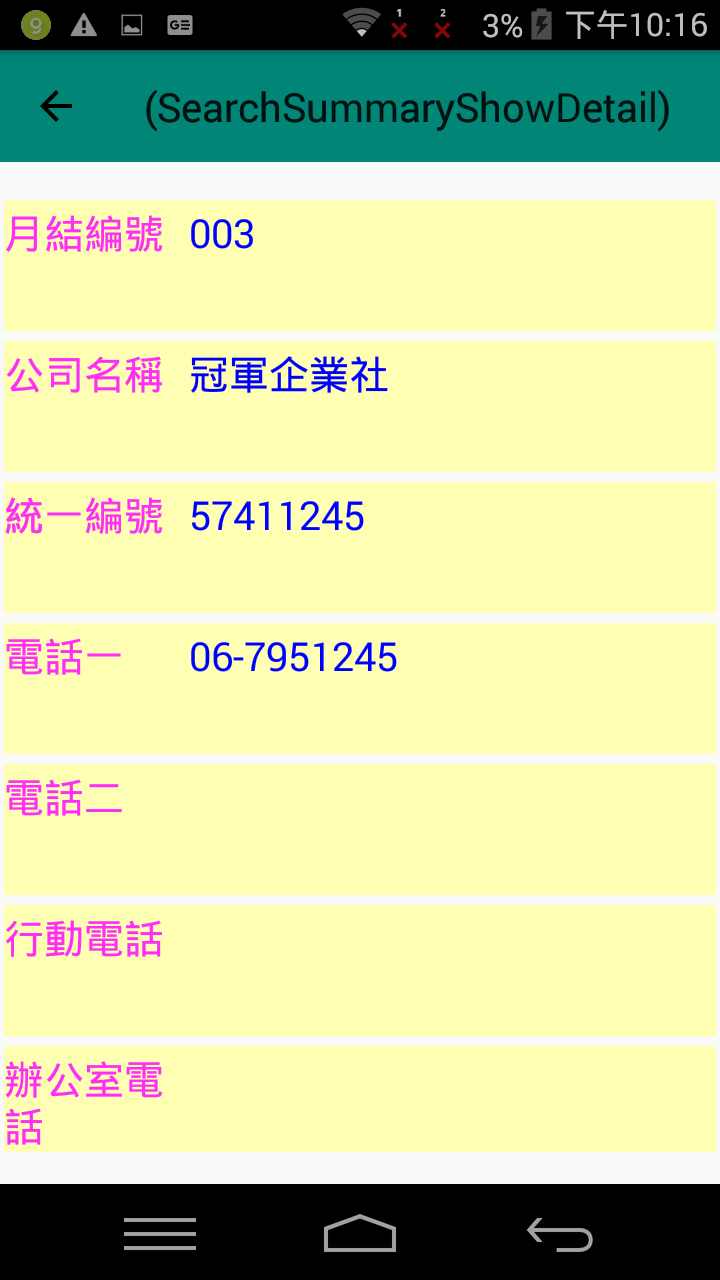 9 GE 1 2 3% 下午10:16
(SearchSummaryShowDetail)
月結編號 003
公司名稱 冠軍企業社
統一編號 57411245
電話一 06-7951245
電話二
行動電話
辦公室電
話